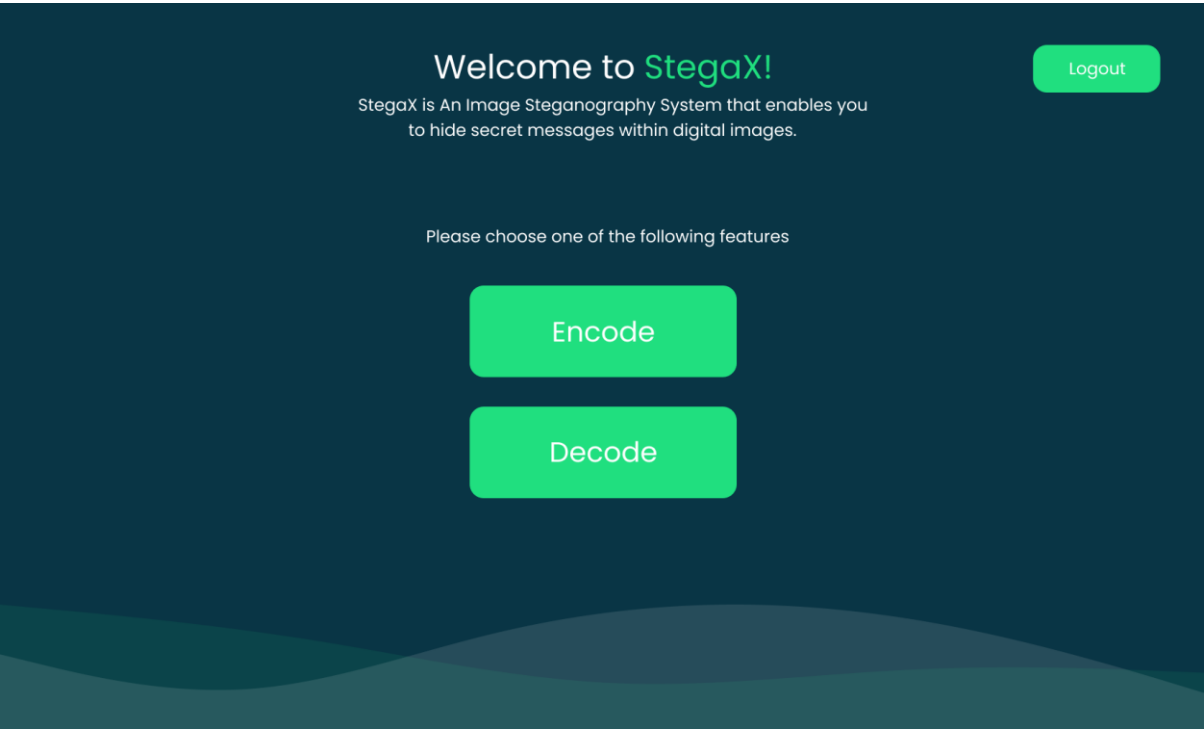 Welcome to StegaX!
Logout
StegaX is An Image Steganography System that enables you
to hide secret messages within digital images.
Please choose one of the following features
Encode
Decode